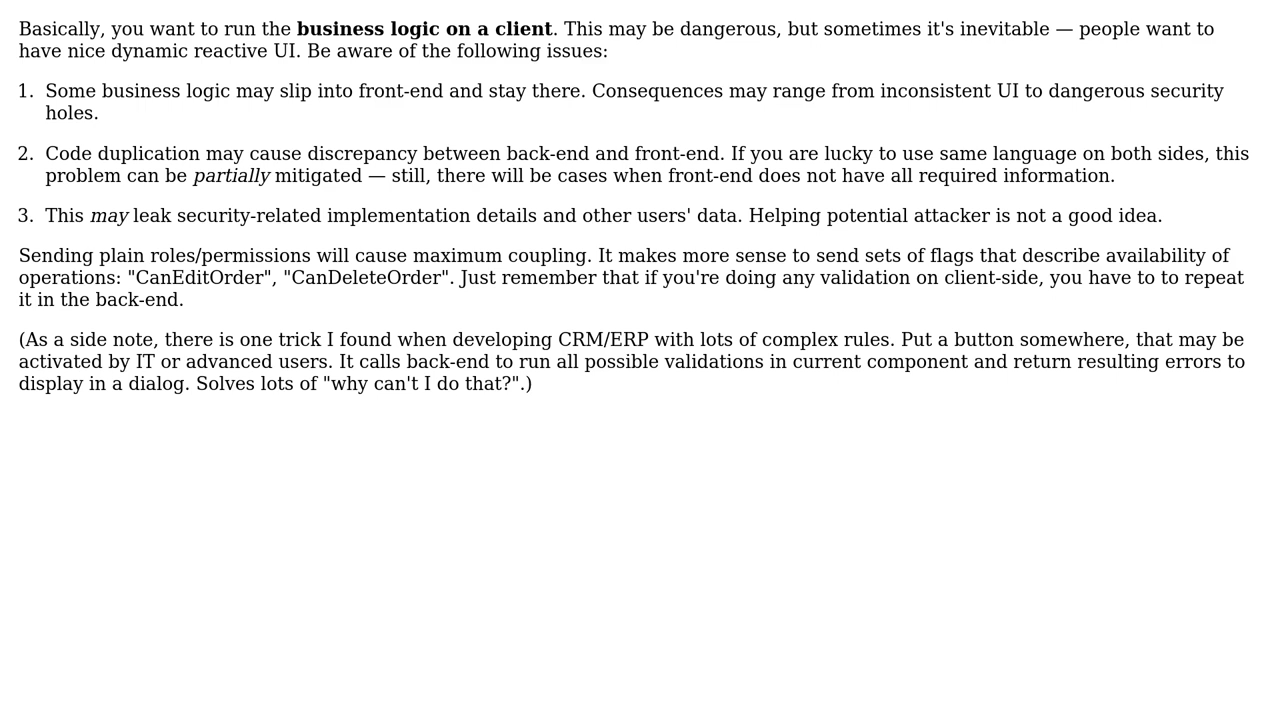 Basically, you want to run the business logic on a client. This may be dangerous, but sometimes it's inevitable — people want to
have nice dynamic reactive UI. Be aware of the following issues:
1. Some business logic may slip into front-end and stay there. Consequences may range from inconsistent UI to dangerous security
holes.
2. Code duplication may cause discrepancy between back-end and front-end. If you are lucky to use same language on both sides, this
problem can be partially mitigated — still, there will be cases when front-end does not have all required information.
3. This may leak security-related implementation details and other users' data. Helping potential attacker is not a good idea.
Sending plain roles/permissions will cause maximum coupling. It makes more sense to send sets of flags that describe availability of
operations: "CanEditOrder", "CanDeleteOrder". Just remember that if you're doing any validation on client-side, you have to to repeat
it in the back-end.
(As a side note, there is one trick I found when developing CRM/ERP with lots of complex rules. Put a button somewhere, that may be
activated by IT or advanced users. It calls back-end to run all possible validations in current component and return resulting errors to
display in a dialog. Solves lots of "why can't I do that?".)